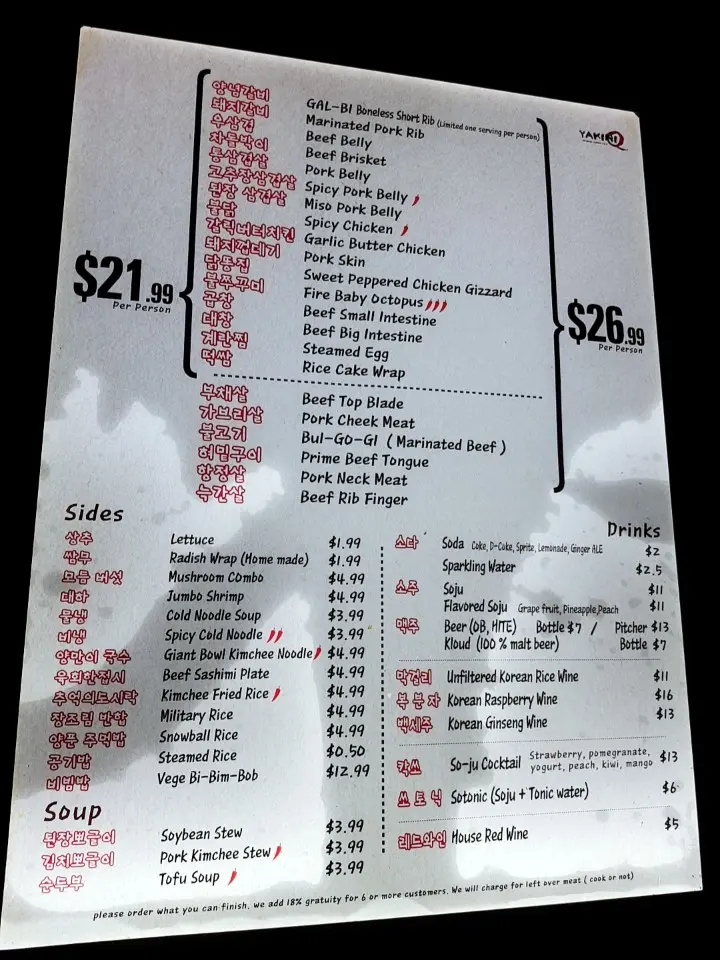 YAKINIQ
양념갈비 GAL-BI Boneless Short Rib (Limited one serving per person)
돼지갈비 Marinated Pork Rib
우삼겹 Beef Belly
차돌박이 Beef Brisket
통삼겹살 Pork Belly
고추장삼겹살 Spicy Pork Belly
된장 삼겹살 Miso Pork Belly
불닭 Spicy Chicken
갈릭버터치킨 Garlic Butter Chicken
돼지껍데기 Pork Skin
닭똥집 Sweet Peppered Chicken Gizzard
불쭈꾸미 Fire Baby Octopus
곱창 Beef Small Intestine
대창 Beef Big Intestine
계란찜 Steamed Egg
떡쌈 Rice Cake Wrap
$21.99
Per Person
$26.99
Per Person
부채살 Beef Top Blade
가브리살 Pork Cheek Meat
불고기 Bul-GO-GI ( Marinated Beef )
혀밑구이 Prime Beef Tongue
항정살 Pork Neck Meat
늑간살 Beef Rib Finger
Sides
상추 Lettuce $1.99
쌈무 Radish Wrap (Home made) $1.99
모듬 버섯 Mushroom Combo $4.99
대하 Jumbo Shrimp $4.99
물냉 Cold Noodle Soup $3.99
비냉 Spicy Cold Noodle $3.99
양단이 국수 Giant Bowl Kimchee Noodle $4.99
우회한접시 Beef Sashimi Plate $4.99
추억의도시락 Kimchee Fried Rice $4.99
장조림 반합 Military Rice $4.99
양푼 주먹밥 Snowball Rice $4.99
공기밥 Steamed Rice $0.50
비빔밥 Vege Bi-Bim-Bob $12.99
Soup
된장뽀글이 Soybean Stew $3.99
김치뽀글이 Pork Kimchee Stew $3.99
순두부 Tofu Soup $3.99
Drinks
소다 Soda Coke, D-Coke, Sprite, Lemonade, Ginger ALE $2
Sparkling Water $2.5
소주 Soju $11
Flavored Soju Grape fruit, Pineapple,Peach $11
맥주 Beer (OB, HITE) Bottle $7 / Pitcher $13
Kloud (100 % malt beer) Bottle $7
막걸리 Unfiltered Korean Rice Wine $11
복 분 자 Korean Raspberry Wine $16
백세주 Korean Ginseng Wine $13
칵쏘 So-ju Cocktail Strawberry, pomegranate, yogurt, peach, kiwi, mango $13
쏘 토 닉 Sotonic (Soju + Tonic water) $6
레드와인 House Red Wine $5
please order what you can finish. we add 18% gratuity for 6 or more customers. We will charge for left over meat ( cook or not)